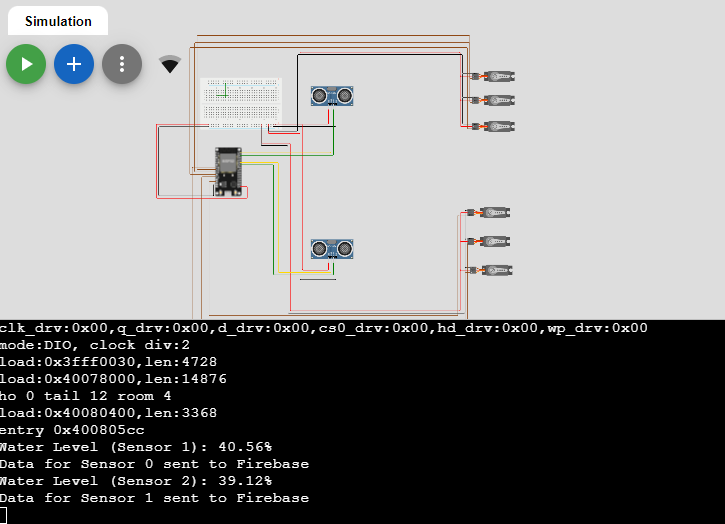 Simulation
clk_drv:0x00,q_drv:0x00,d_drv:0x00,cs0_drv:0x00,hd_drv:0x00,wp_drv:0x00
mode:DIO, clock div:2
load:0x3fff0030,len:4728
load:0x40078000,len:14876
ho 0 tail 12 room 4
load:0x40080400,len:3368
entry 0x400805cc
Water Level (Sensor 1): 40.56%
Data for Sensor 0 sent to Firebase
Water Level (Sensor 2): 39.12%
Data for Sensor 1 sent to Firebase